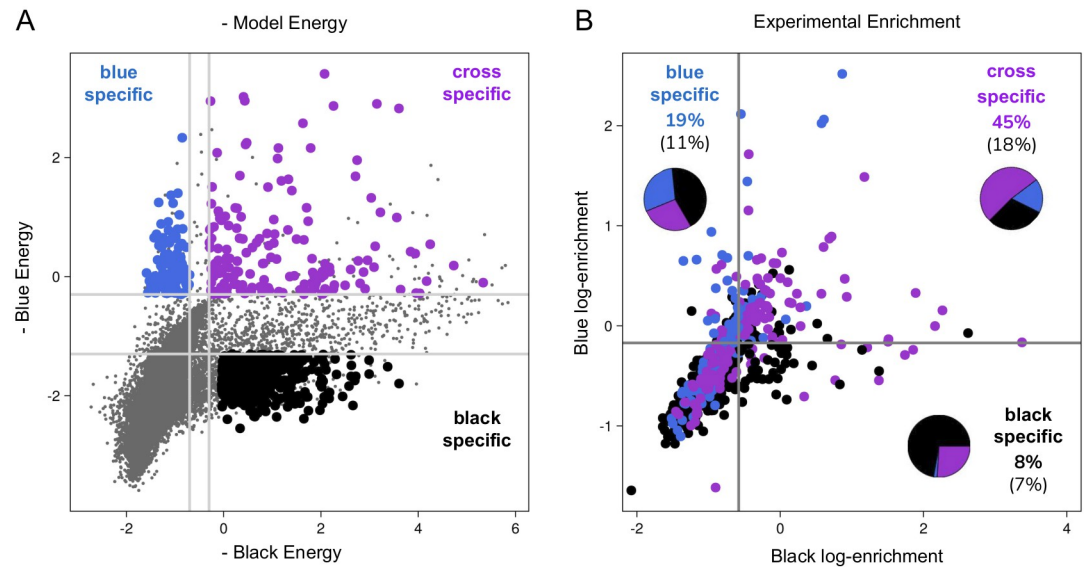 A
- Model Energy
blue
specific
cross
specific
black
specific
2
0
-2
-2
0
2
4
6
- Blue Energy
- Black Energy
B
Experimental Enrichment
blue
specific
19%
(11%)
cross
specific
45%
(18%)
black
specific
8%
(7%)
2
1
0
-1
-2
0
2
4
Blue log-enrichment
Black log-enrichment